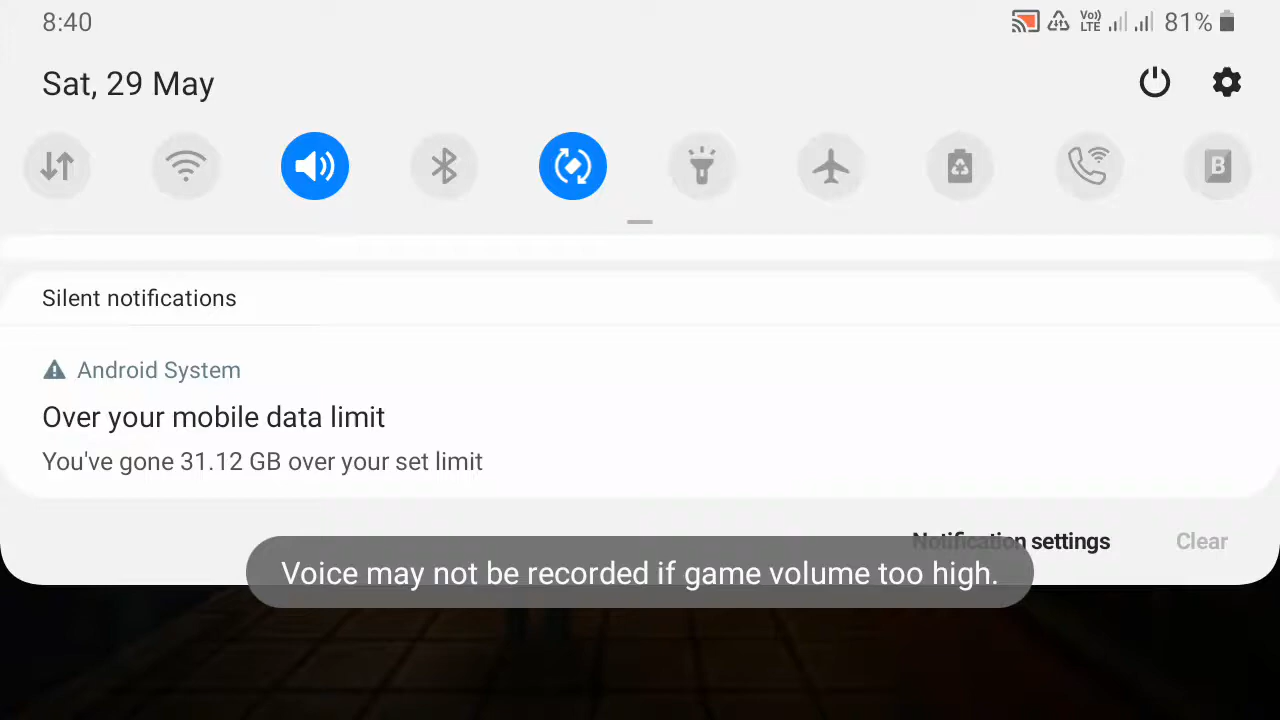 8:40
Vo)) LTE 81%
Sat, 29 May
B
Silent notifications
Android System
Over your mobile data limit
You've gone 31.12 GB over your set limit
Notification settings Clear
Voice may not be recorded if game volume too high.